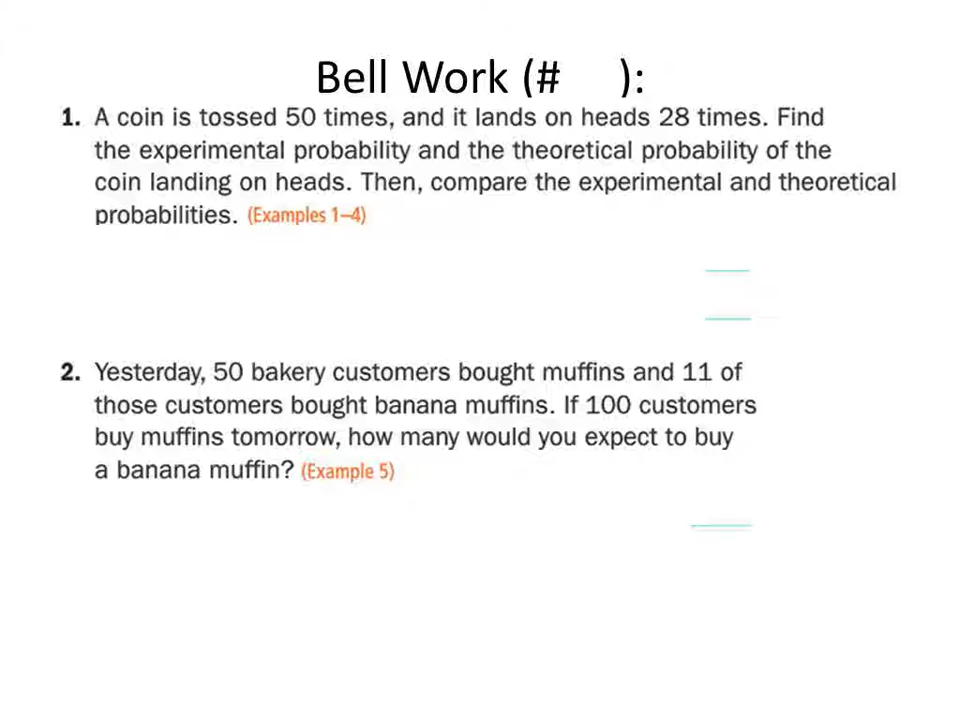 Bell Work (# ):
1. A coin is tossed 50 times, and it lands on heads 28 times. Find
the experimental probability and the theoretical probability of the
coin landing on heads. Then, compare the experimental and theoretical
probabilities. (Examples 1–4)
2. Yesterday, 50 bakery customers bought muffins and 11 of
those customers bought banana muffins. If 100 customers
buy muffins tomorrow, how many would you expect to buy
a banana muffin? (Example 5)